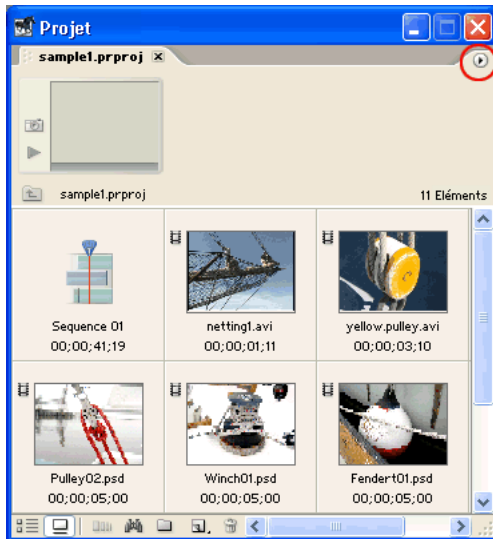 Projet
sample1.prproj
sample1.prproj
11 Eléments
Sequence 01
00;00;41;19
netting1.avi
00;00;01;11
yellow.pulley.avi
00;00;03;10
Pulley02.psd
00;00;05;00
Winch01.psd
00;00;05;00
Fendert01.psd
00;00;05;00